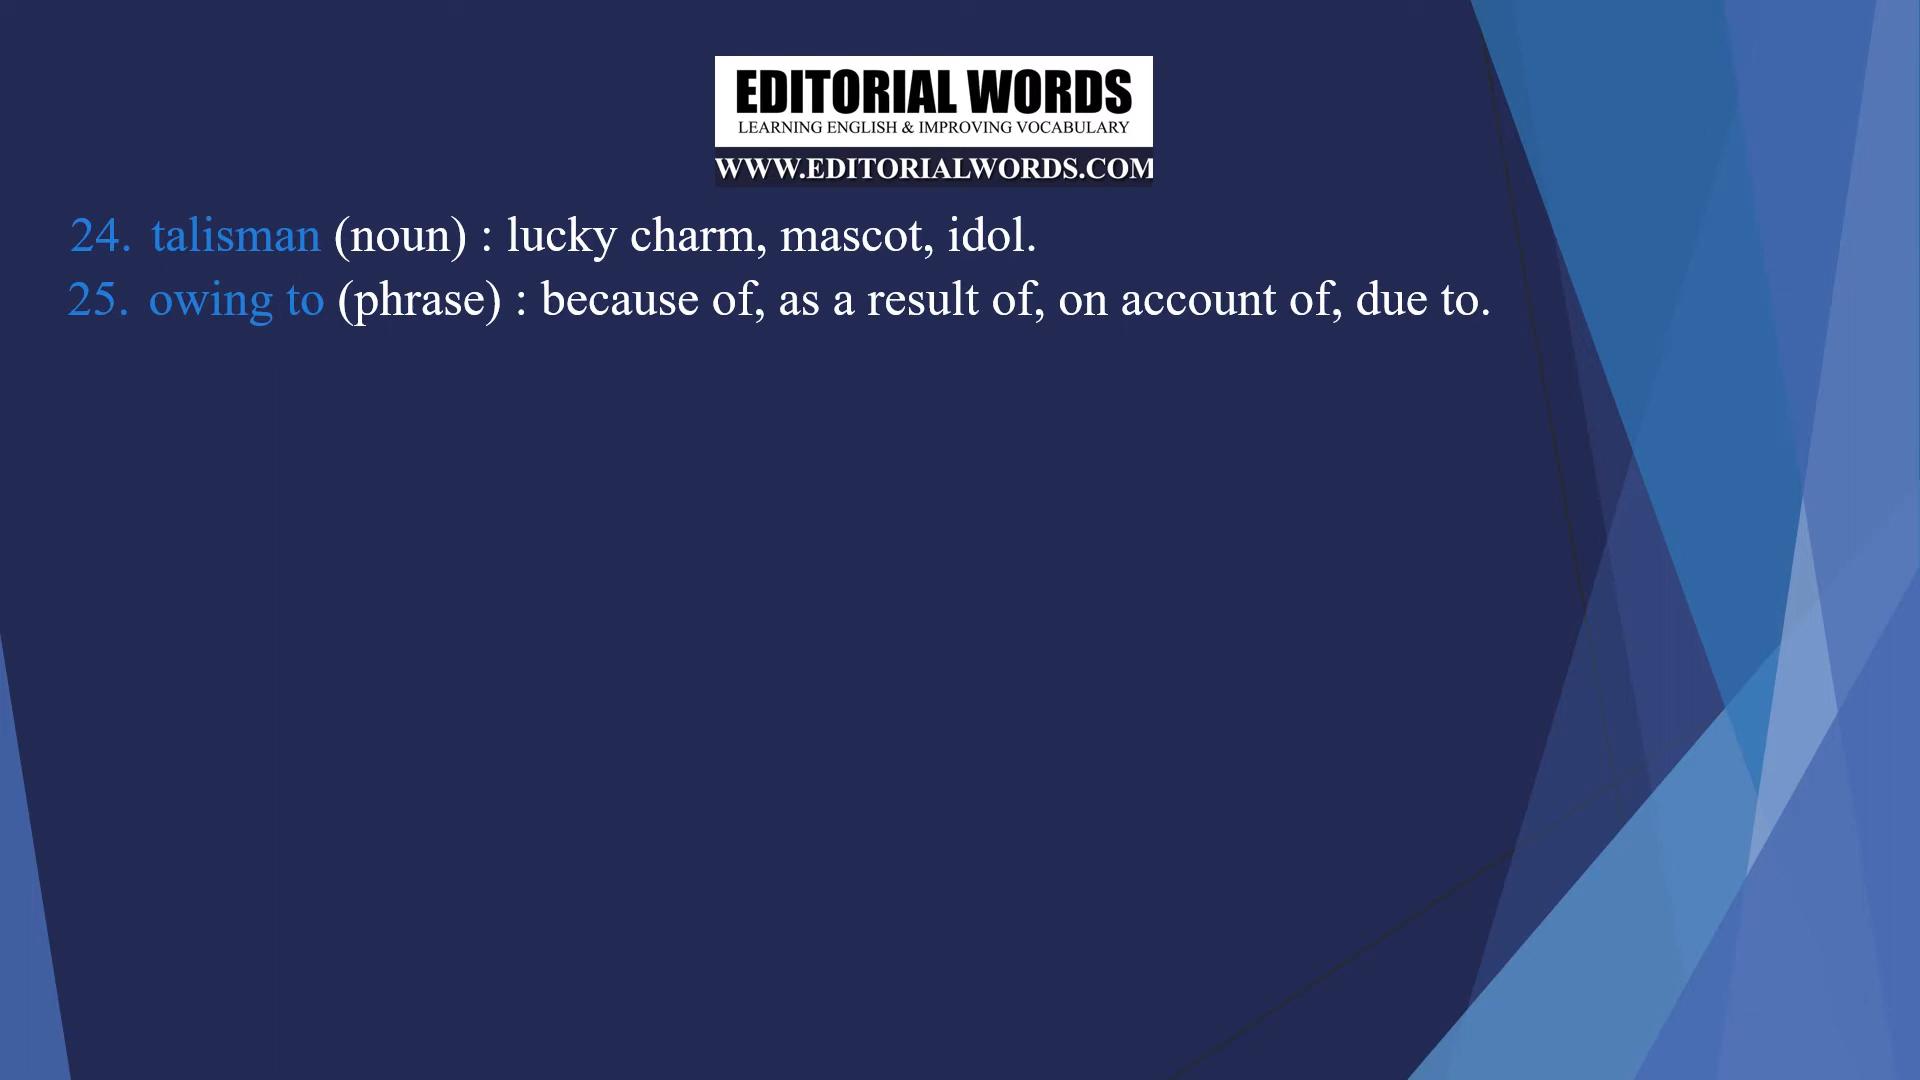 EDITORIAL WORDS
LEARNING ENGLISH & IMPROVING VOCABULARY
WWW.EDITORIALWORDS.COM
24. talisman (noun) : lucky charm, mascot, idol.
25. owing to (phrase) : because of, as a result of, on account of, due to.